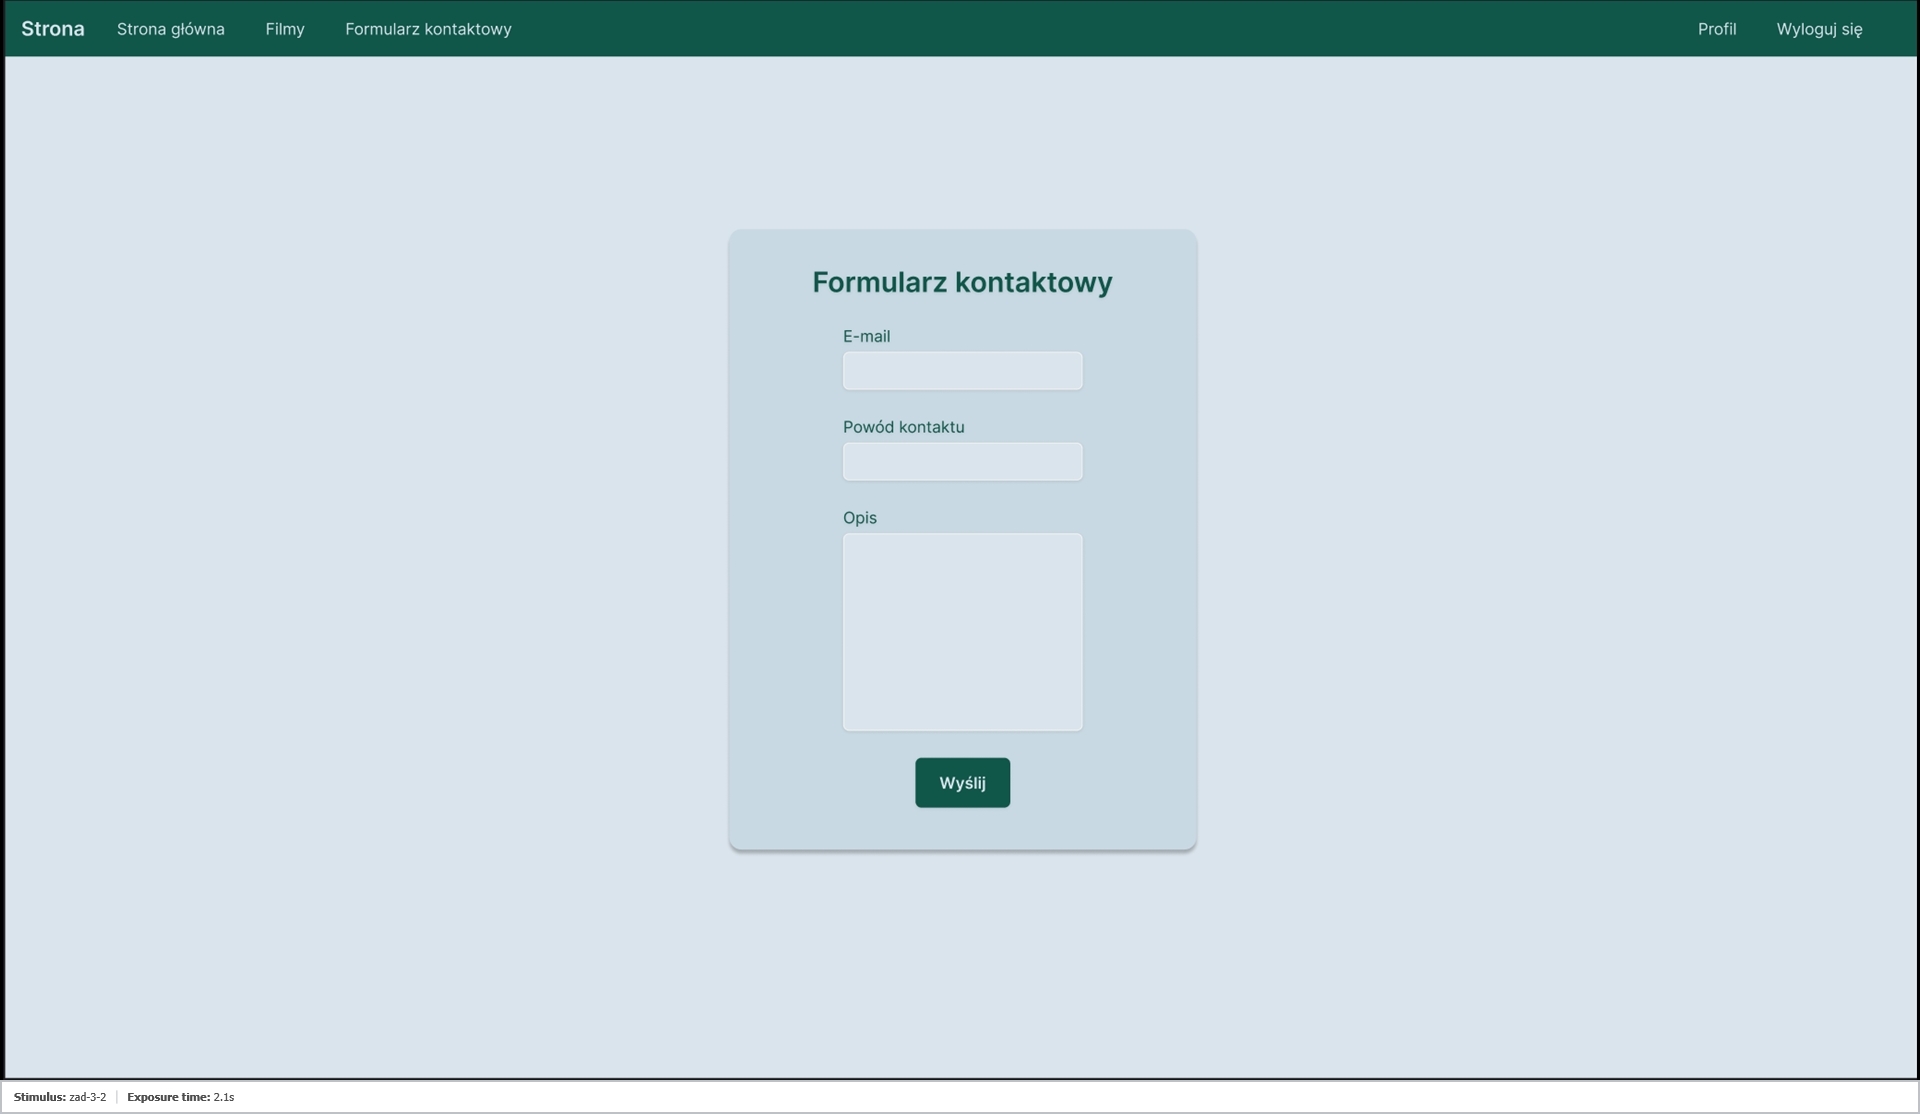 Strona Strona główna Filmy Formularz kontaktowy Profil Wyloguj się
Formularz kontaktowy
E-mail
Powód kontaktu
Opis
Wyślij
Stimulus: zad-3-2 Exposure time: 2.1s